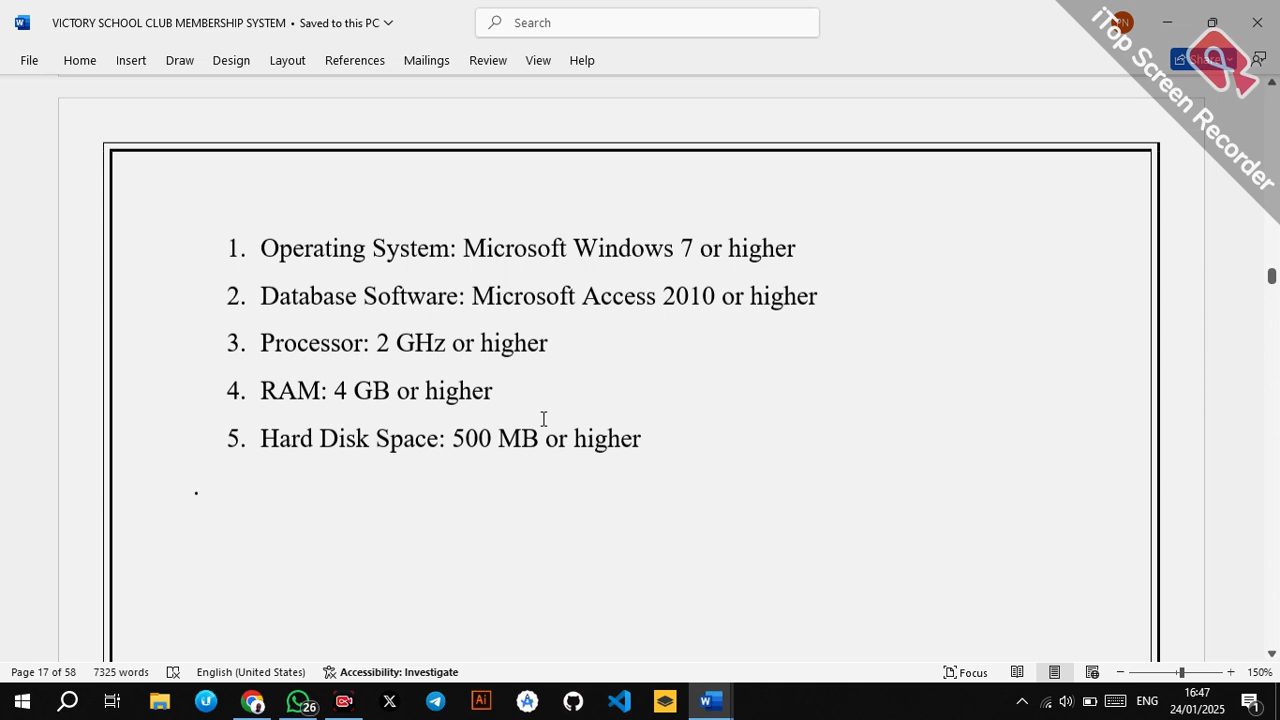 VICTORY SCHOOL CLUB MEMBERSHIP SYSTEM • Saved to this PC
Search
PN
File Home Insert Draw Design Layout References Mailings Review View Help
Share
iTop Screen Recorder
1. Operating System: Microsoft Windows 7 or higher
2. Database Software: Microsoft Access 2010 or higher
3. Processor: 2 GHz or higher
4. RAM: 4 GB or higher
5. Hard Disk Space: 500 MB or higher
.
Page 17 of 58 7325 words English (United States) Accessibility: Investigate Focus 150%
26
Ai
ENG
16:47
24/01/2025
1